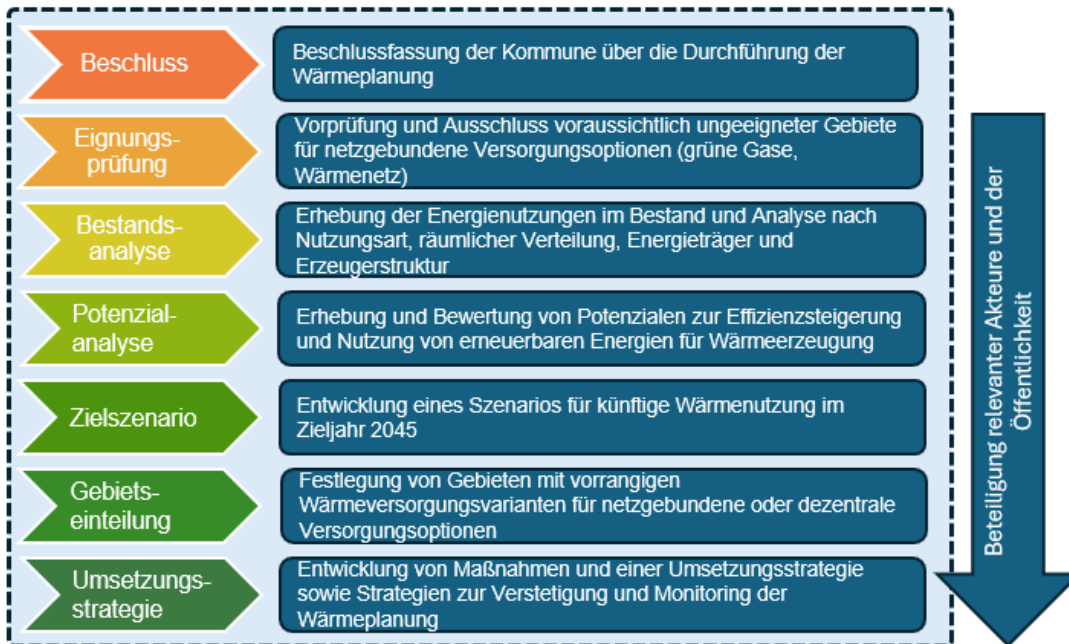 Beschluss
Beschlussfassung der Kommune über die Durchführung der
Wärmeplanung
Eignungs-
prüfung
Vorprüfung und Ausschluss voraussichtlich ungeeigneter Gebiete
für netzgebundene Versorgungsoptionen (grüne Gase,
Wärmenetz)
Bestands-
analyse
Erhebung der Energienutzungen im Bestand und Analyse nach
Nutzungsart, räumlicher Verteilung, Energieträger und
Erzeugerstruktur
Potenzial-
analyse
Erhebung und Bewertung von Potenzialen zur Effizienzsteigerung
und Nutzung von erneuerbaren Energien für Wärmeerzeugung
Zielszenario
Entwicklung eines Szenarios für künftige Wärmenutzung im
Zieljahr 2045
Gebiets-
einteilung
Festlegung von Gebieten mit vorrangigen
Wärmeversorgungsvarianten für netzgebundene oder dezentrale
Versorgungsoptionen
Umsetzungs-
strategie
Entwicklung von Maßnahmen und einer Umsetzungsstrategie
sowie Strategien zur Verstetigung und Monitoring der
Wärmeplanung
Beteiligung relevanter Akteure und der
Öffentlichkeit